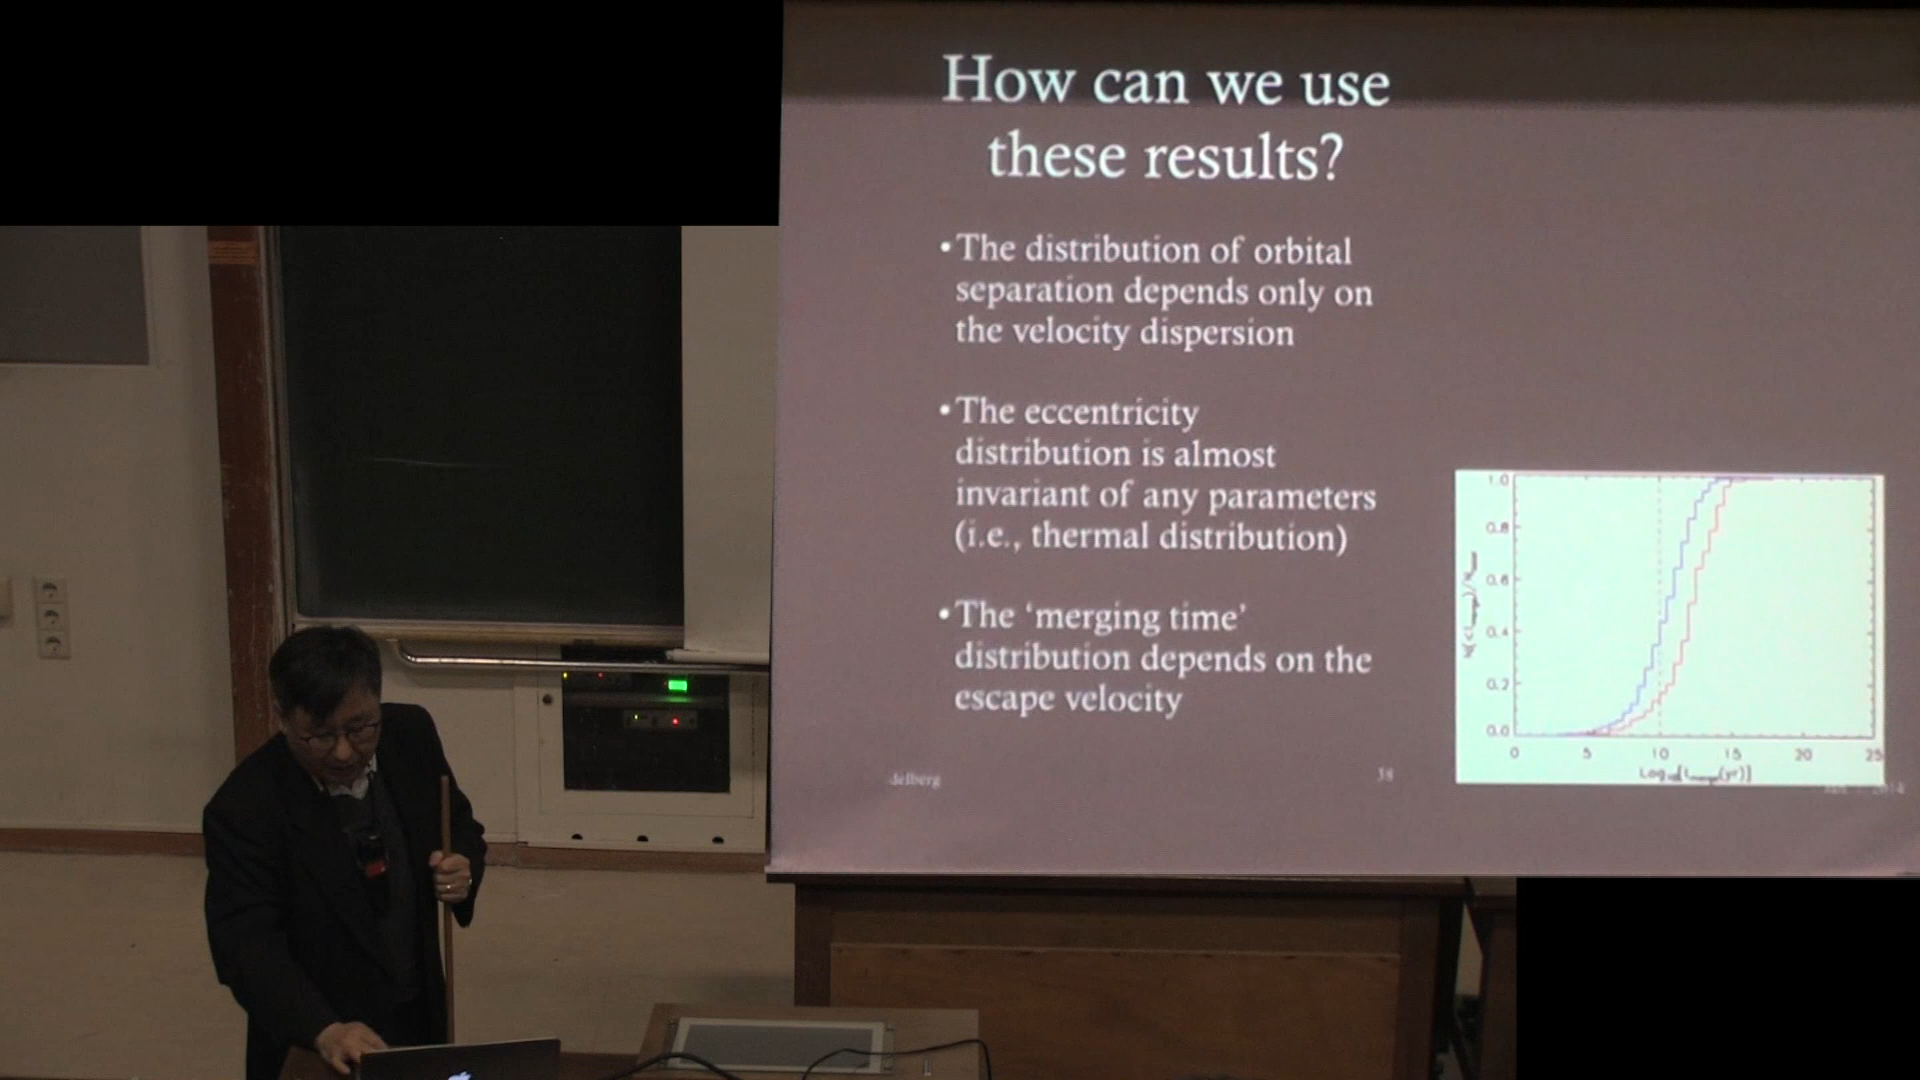 How can we use
these results?
•The distribution of orbital
separation depends only on
the velocity dispersion
•The eccentricity
distribution is almost
invariant of any parameters
(i.e., thermal distribution)
•The ‘merging time’
distribution depends on the
escape velocity
delberg
38
1.0
0.8
0.6
0.4
0.2
0.0
0 5 10 15 20 25